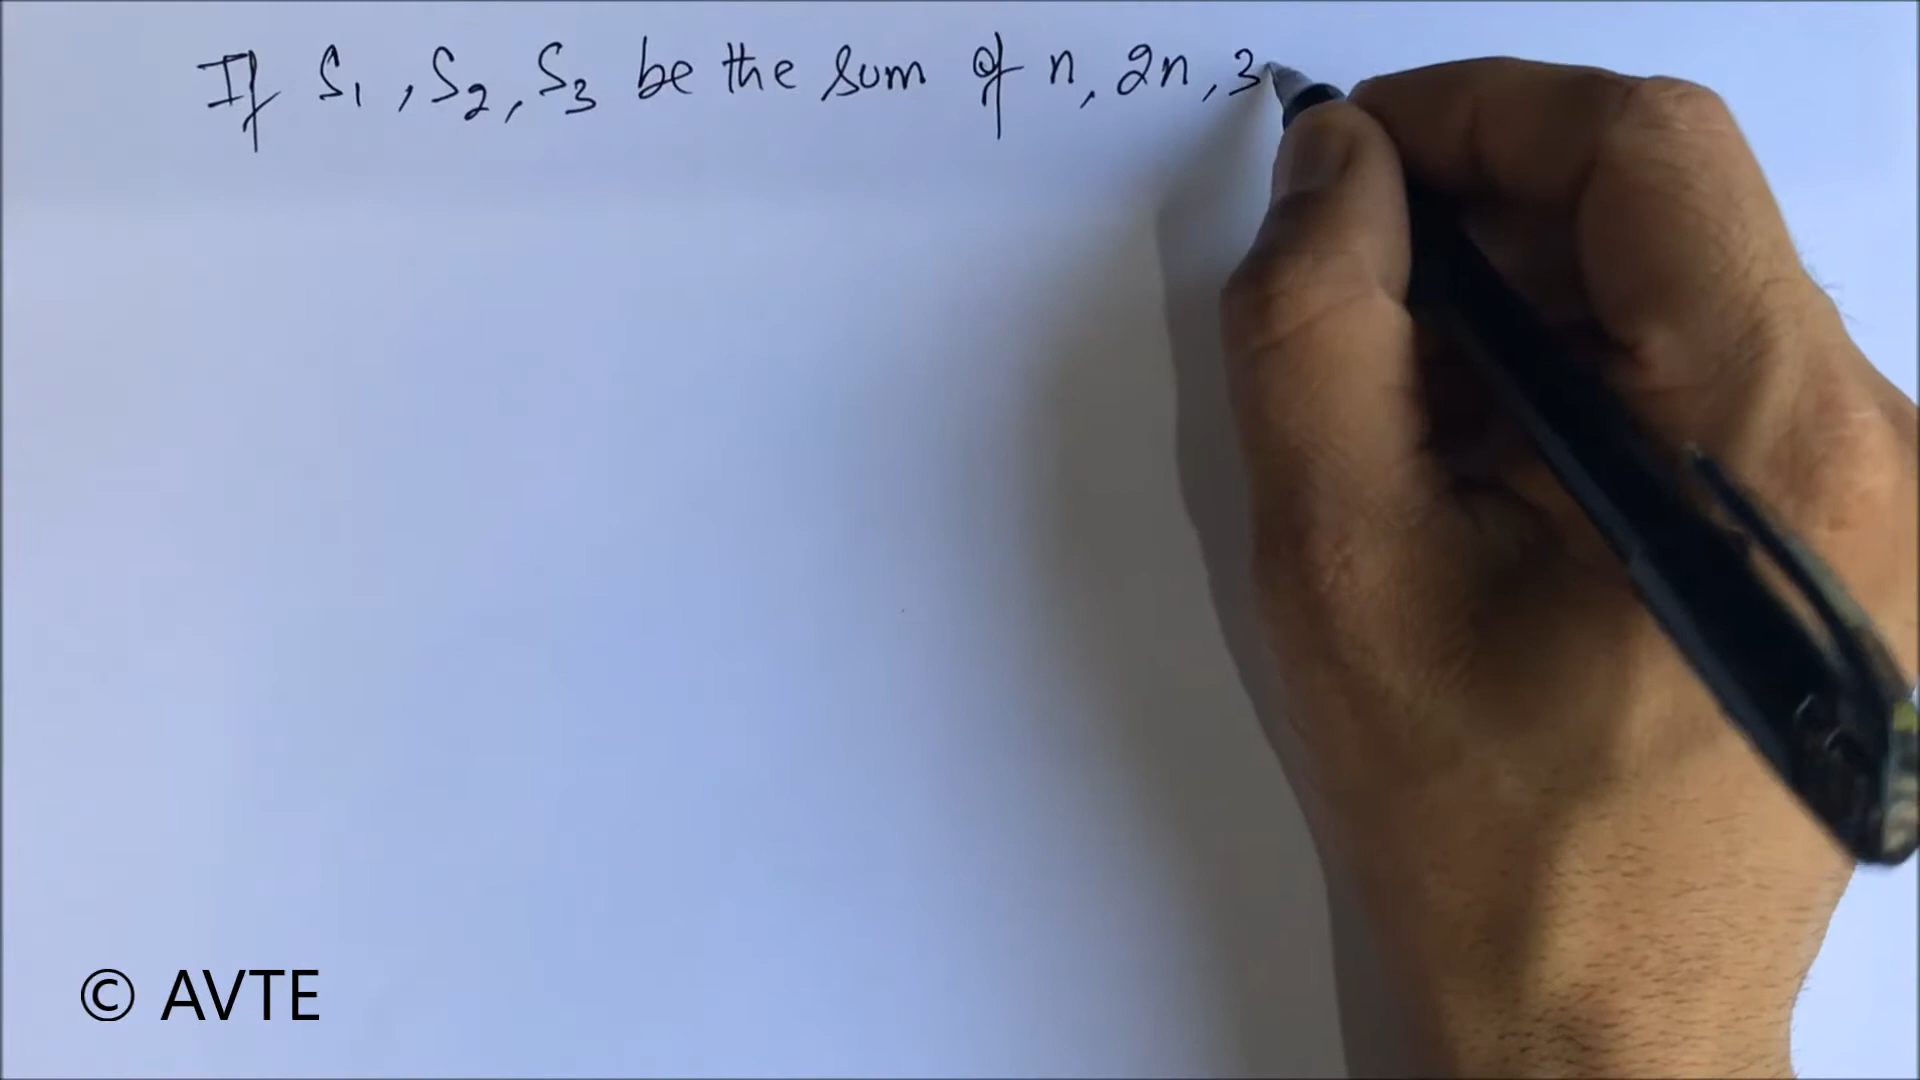 If S₁, S₂, S₃ be the sum of n, 2n, 3
© AVTE